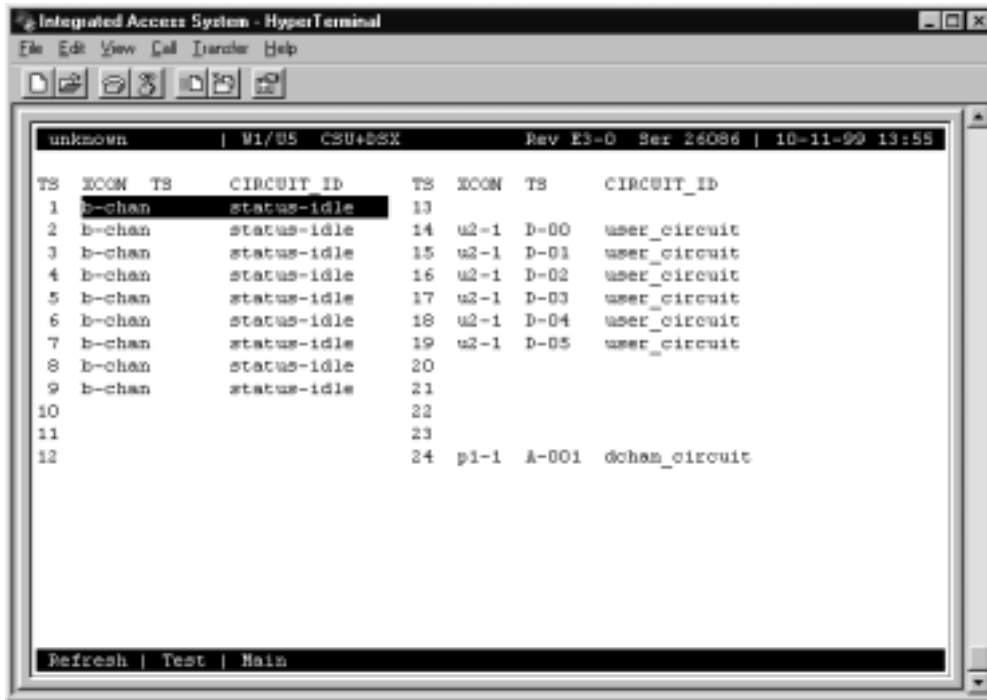 Integrated Access System - HyperTerminal
File Edit View Call Transfer Help
unknown | W1/U5 CSU+DSX Rev E3-0 Ser 26086 | 10-11-99 13:55
TS XCON TS CIRCUIT_ID TS XCON TS CIRCUIT_ID
1 b-chan status-idle 13
2 b-chan status-idle 14 u2-1 D-00 user_circuit
3 b-chan status-idle 15 u2-1 D-01 user_circuit
4 b-chan status-idle 16 u2-1 D-02 user_circuit
5 b-chan status-idle 17 u2-1 D-03 user_circuit
6 b-chan status-idle 18 u2-1 D-04 user_circuit
7 b-chan status-idle 19 u2-1 D-05 user_circuit
8 b-chan status-idle 20
9 b-chan status-idle 21
10 22
11 23
12 24 p1-1 A-001 dchan_circuit
Refresh | Test | Main